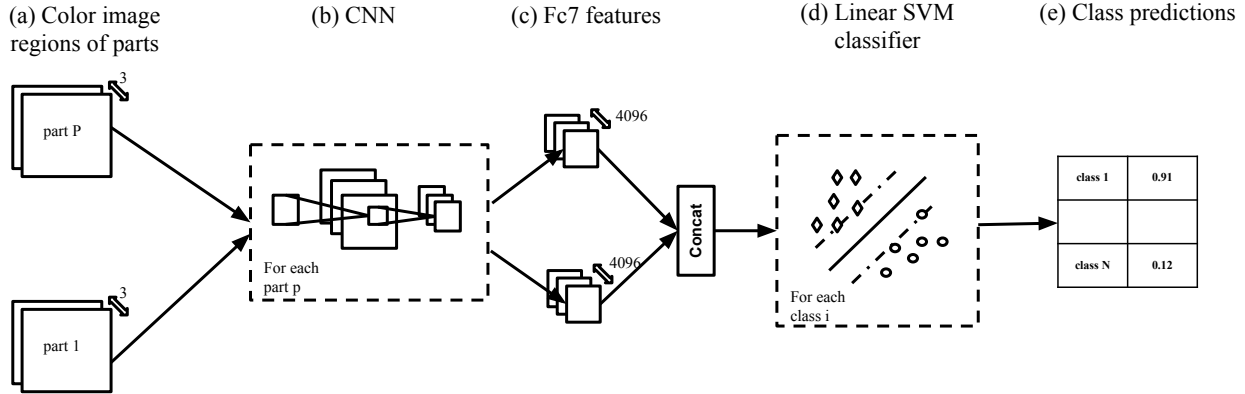 (a) Color image
regions of parts
(b) CNN
(c) Fc7 features
(d) Linear SVM
classifier
(e) Class predictions
3
part P
3
part 1
For each
part p
4096
4096
Concat
For each
class i
class 1 0.91
class N 0.12